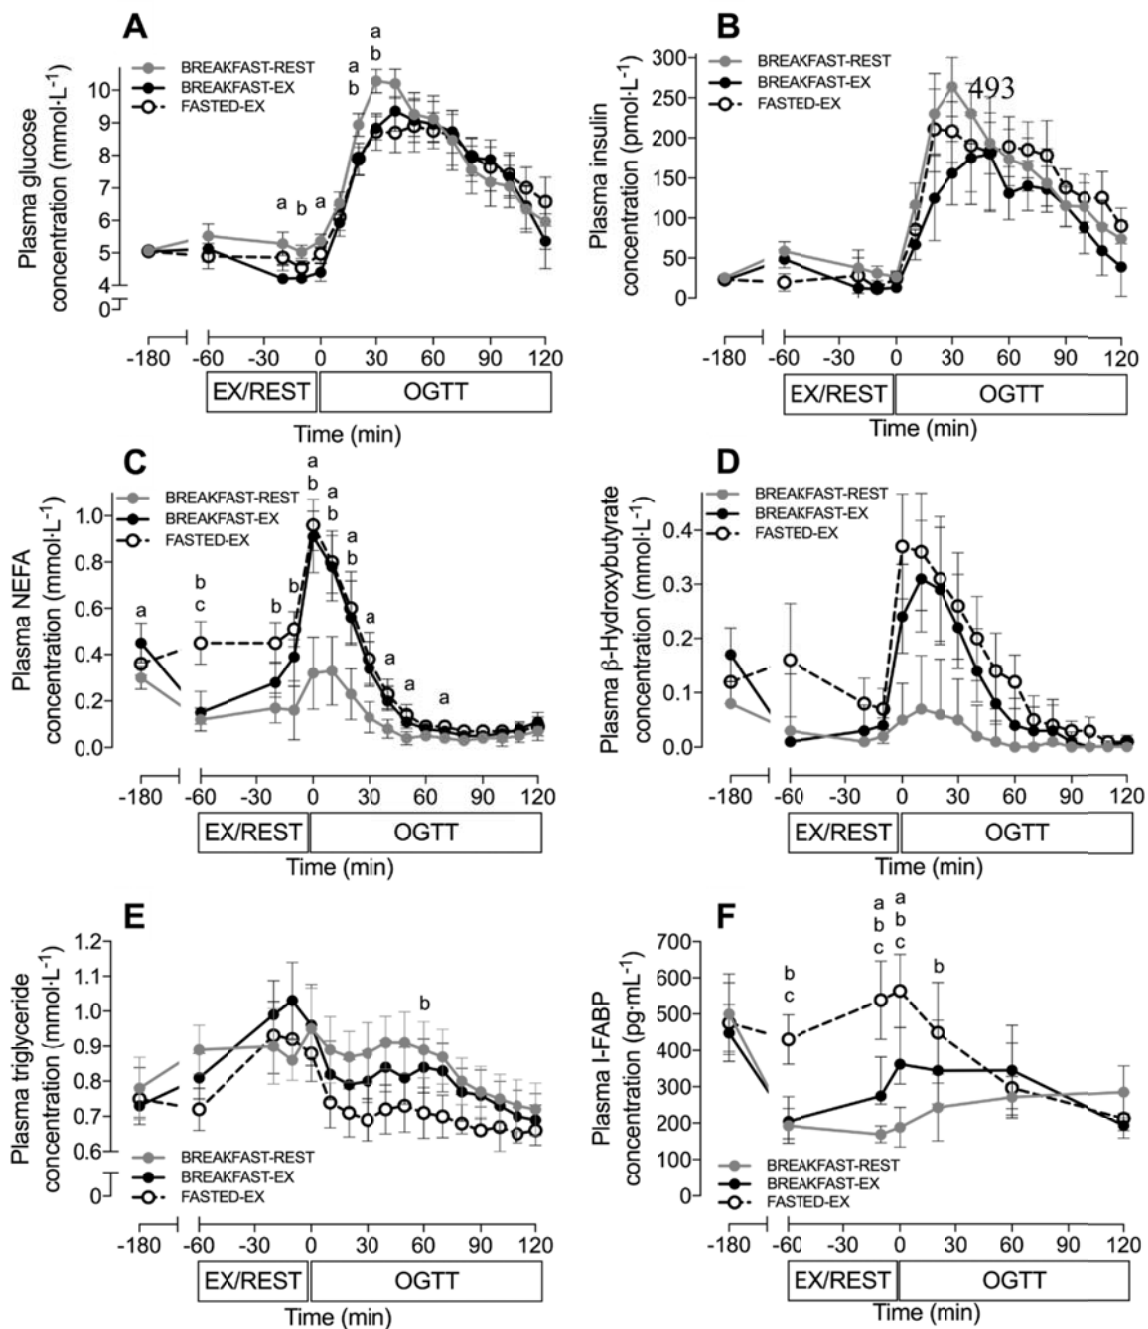 A
BREAKFAST-REST
BREAKFAST-EX
FASTED-EX
a
b
a
b
a
b
a
Plasma glucose
concentration (mmol·L-1)
10
9
8
7
6
5
4
0
-180
-60
-30
0
30
60
90
120
EX/REST
OGTT
Time (min)
B
BREAKFAST-REST
BREAKFAST-EX
FASTED-EX
493
Plasma insulin
concentration (pmol·L-1)
300
250
200
150
100
50
0
-180
-60
-30
0
30
60
90
120
EX/REST
OGTT
Time (min)
C
BREAKFAST-REST
BREAKFAST-EX
FASTED-EX
a
b
c
b
b
a
b
a
b
a
b
a
a
a
a
Plasma NEFA
concentration (mmol·L-1)
1.0
0.8
0.6
0.4
0.2
0.0
-180
-60
-30
0
30
60
90
120
EX/REST
OGTT
Time (min)
D
BREAKFAST-REST
BREAKFAST-EX
FASTED-EX
Plasma β-Hydroxybutyrate
concentration (mmol·L-1)
0.4
0.3
0.2
0.1
0.0
-180
-60
-30
0
30
60
90
120
EX/REST
OGTT
Time (min)
E
b
Plasma triglyceride
concentration (mmol·L-1)
1.2
1.1
1.0
0.9
0.8
0.7
0.6
0
BREAKFAST-REST
BREAKFAST-EX
FASTED-EX
-180
-60
-30
0
30
60
90
120
EX/REST
OGTT
Time (min)
F
b
c
a
b
c
a
b
c
b
Plasma I-FABP
concentration (pg·mL-1)
700
600
500
400
300
200
100
0
BREAKFAST-REST
BREAKFAST-EX
FASTED-EX
-180
-60
-30
0
30
60
90
120
EX/REST
OGTT
Time (min)